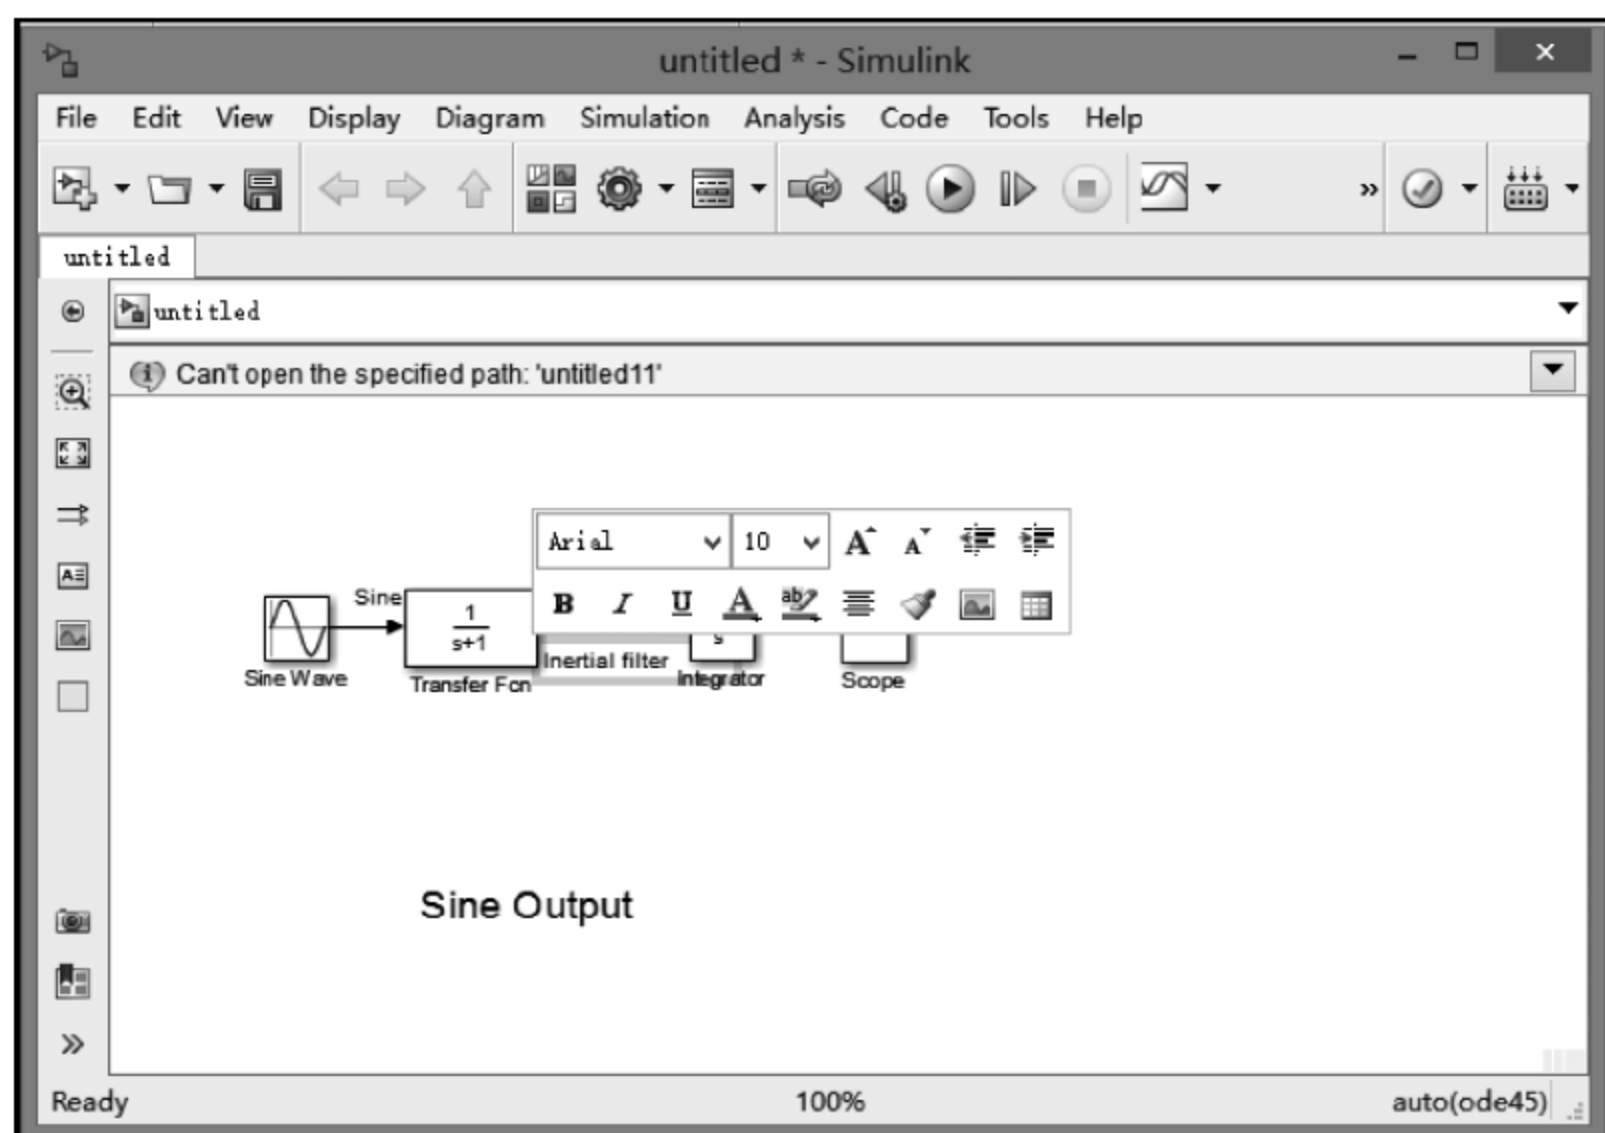 untitled * - Simulink
File Edit View Display Diagram Simulation Analysis Code Tools Help
untitled
untitled
Can't open the specified path: 'untitled11'
Arial 10
B I U A ab
Sine
1
s+1
s
Inertial filter
Sine Wave
Transfer Fcn
Integrator
Scope
Sine Output
Ready 100% auto(ode45)